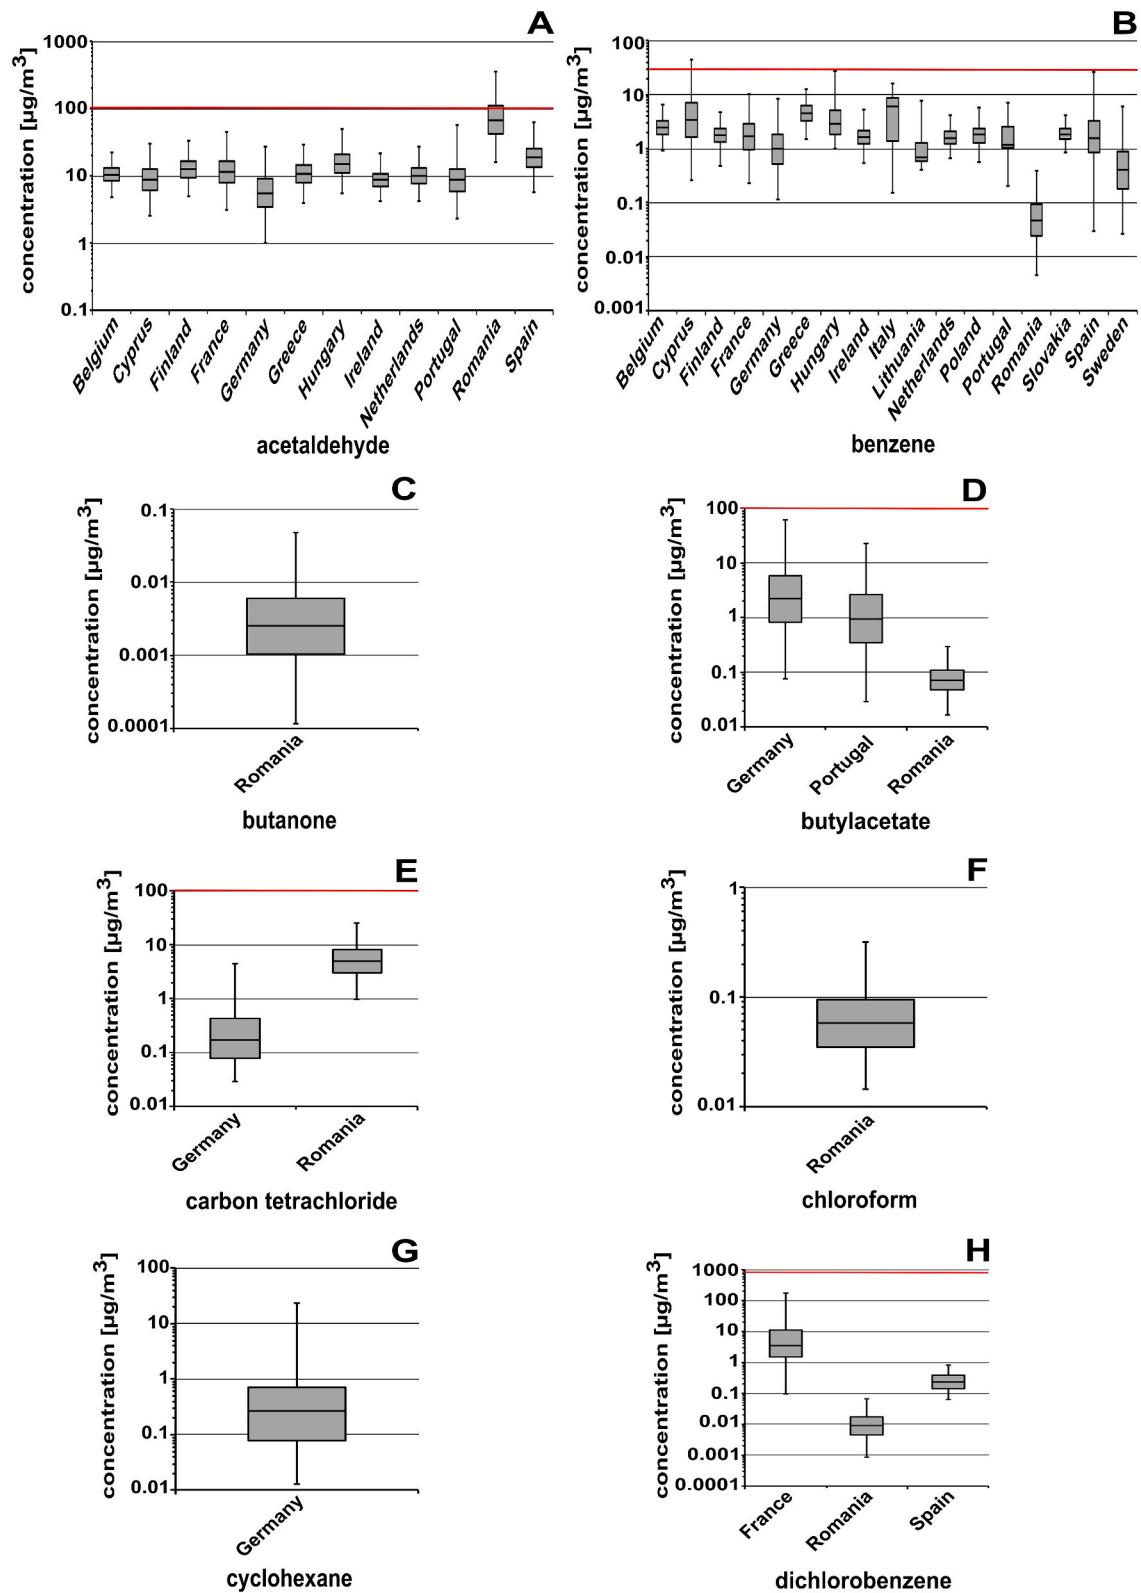 A
concentration [µg/m³]
1000
100
10
1
0.1
Belgium
Cyprus
Finland
France
Germany
Greece
Hungary
Ireland
Netherlands
Portugal
Romania
Spain
acetaldehyde
B
concentration [µg/m³]
100
10
1
0.1
0.01
0.001
Belgium
Cyprus
Finland
France
Germany
Greece
Hungary
Ireland
Italy
Lithuania
Netherlands
Poland
Portugal
Romania
Slovakia
Spain
Sweden
benzene
C
concentration [µg/m³]
0.1
0.01
0.001
0.0001
Romania
butanone
D
concentration [µg/m³]
100
10
1
0.1
0.01
Germany
Portugal
Romania
butylacetate
E
concentration [µg/m³]
100
10
1
0.1
0.01
Germany
Romania
carbon tetrachloride
F
concentration [µg/m³]
1
0.1
0.01
Romania
chloroform
G
concentration [µg/m³]
100
10
1
0.1
0.01
Germany
cyclohexane
H
concentration [µg/m³]
1000
100
10
1
0.1
0.01
0.001
0.0001
France
Romania
Spain
dichlorobenzene